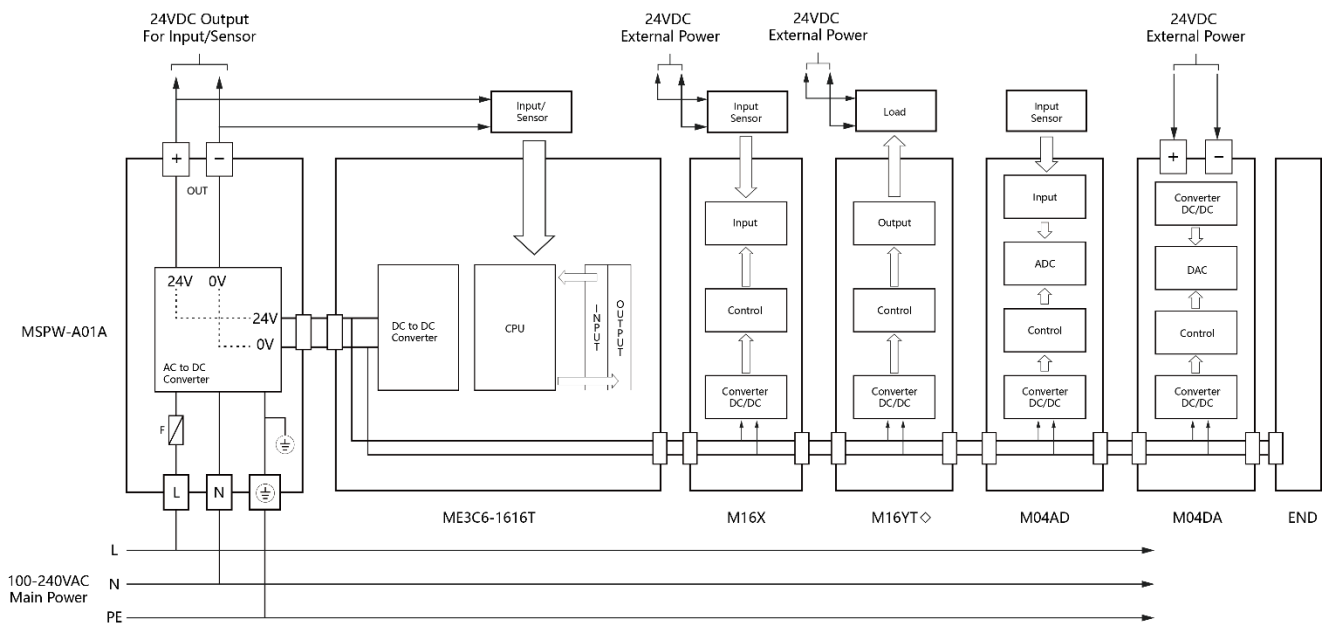 24VDC Output
For Input/Sensor
24VDC
External Power
24VDC
External Power
24VDC
External Power
Input/
Sensor
Input
Sensor
Load
Input
Sensor
+
−
OUT
+
−
24V
0V
24V
0V
AC to DC
Converter
F
L
N
MSPW-A01A
DC to DC
Converter
CPU
INPUT
OUTPUT
ME3C6-1616T
Input
Control
Converter
DC/DC
M16X
Output
Control
Converter
DC/DC
M16YT◇
Input
ADC
Control
Converter
DC/DC
M04AD
Converter
DC/DC
DAC
Control
Converter
DC/DC
M04DA
END
100-240VAC
Main Power
L
N
PE